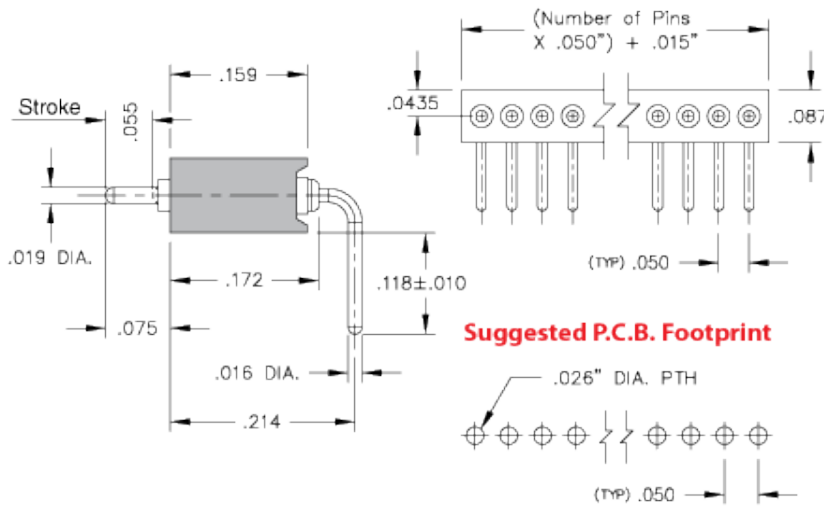 (Number of Pins
X .050") + .015"
.159
Stroke
.055
.0435
.087
.019 DIA.
(TYP) .050
.172
.118±.010
.075
Suggested P.C.B. Footprint
.016 DIA.
.026" DIA. PTH
.214
(TYP) .050